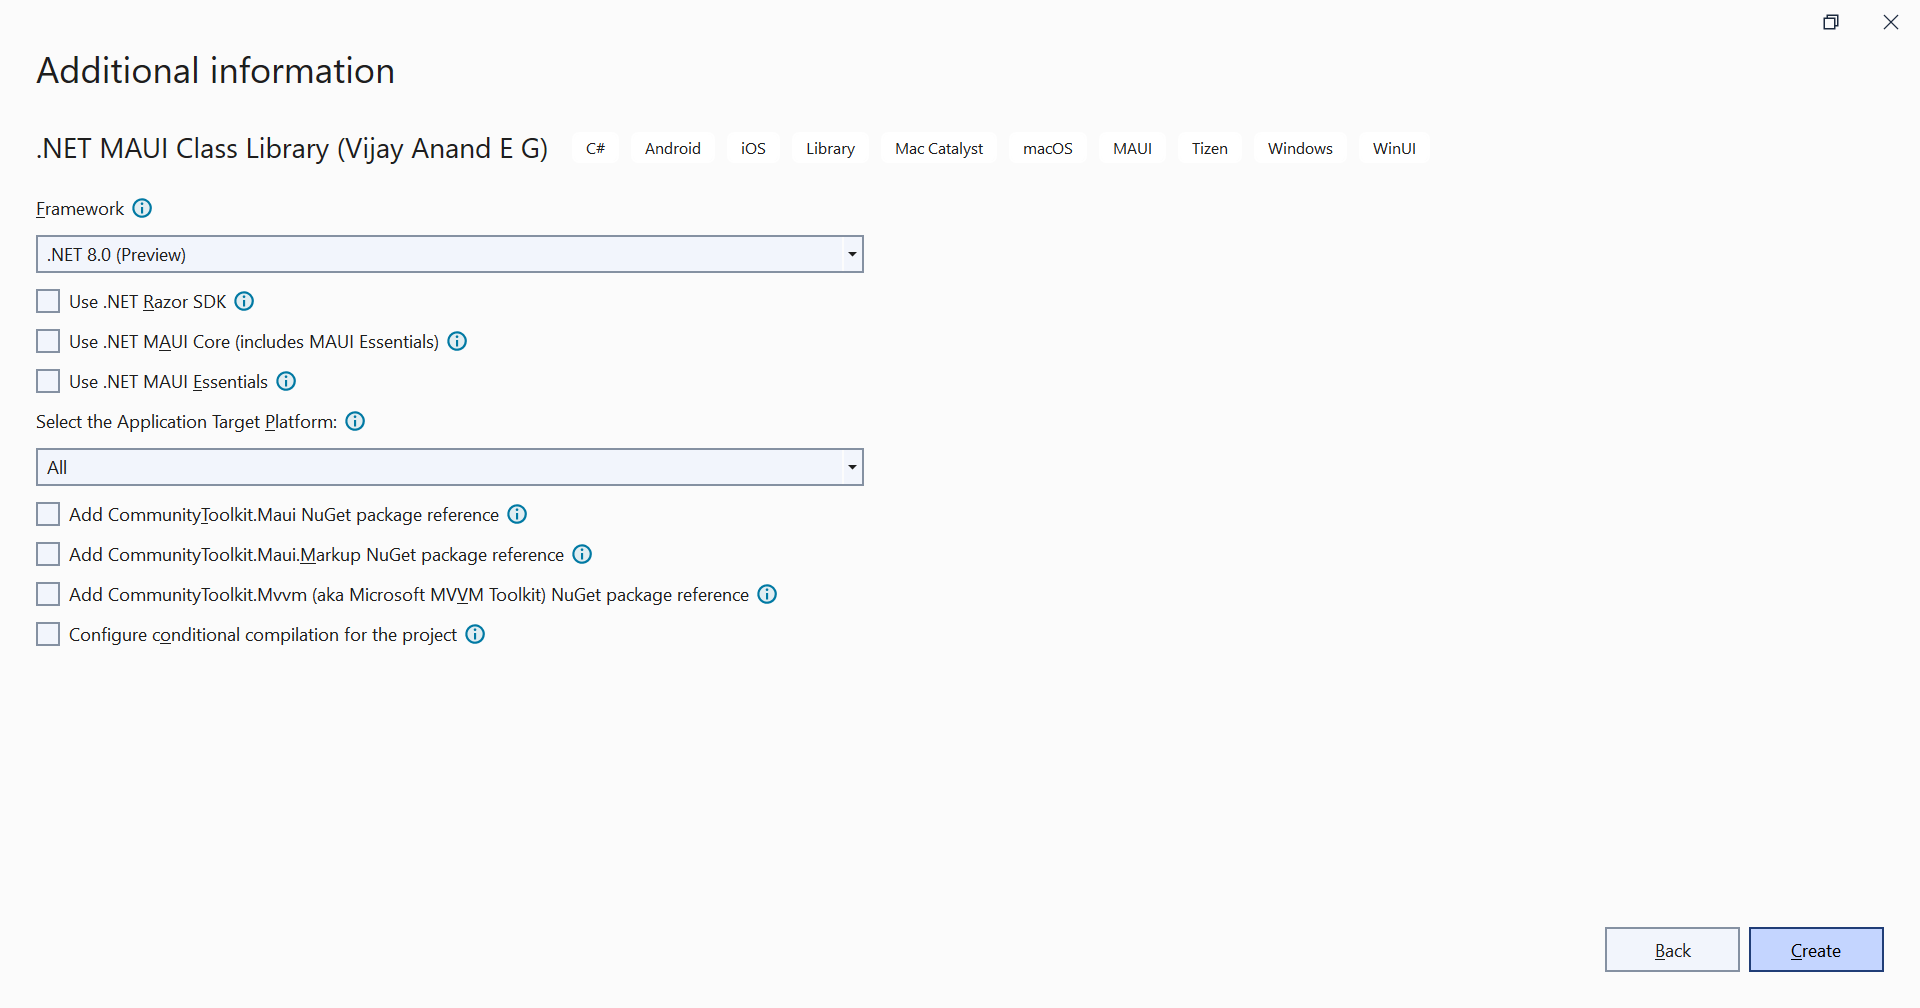 Additional information
.NET MAUI Class Library (Vijay Anand E G) C# Android iOS Library Mac Catalyst macOS MAUI Tizen Windows WinUI
Framework
.NET 8.0 (Preview)
Use .NET Razor SDK
Use .NET MAUI Core (includes MAUI Essentials)
Use .NET MAUI Essentials
Select the Application Target Platform:
All
Add CommunityToolkit.Maui NuGet package reference
Add CommunityToolkit.Maui.Markup NuGet package reference
Add CommunityToolkit.Mvvm (aka Microsoft MVVM Toolkit) NuGet package reference
Configure conditional compilation for the project
Back Create